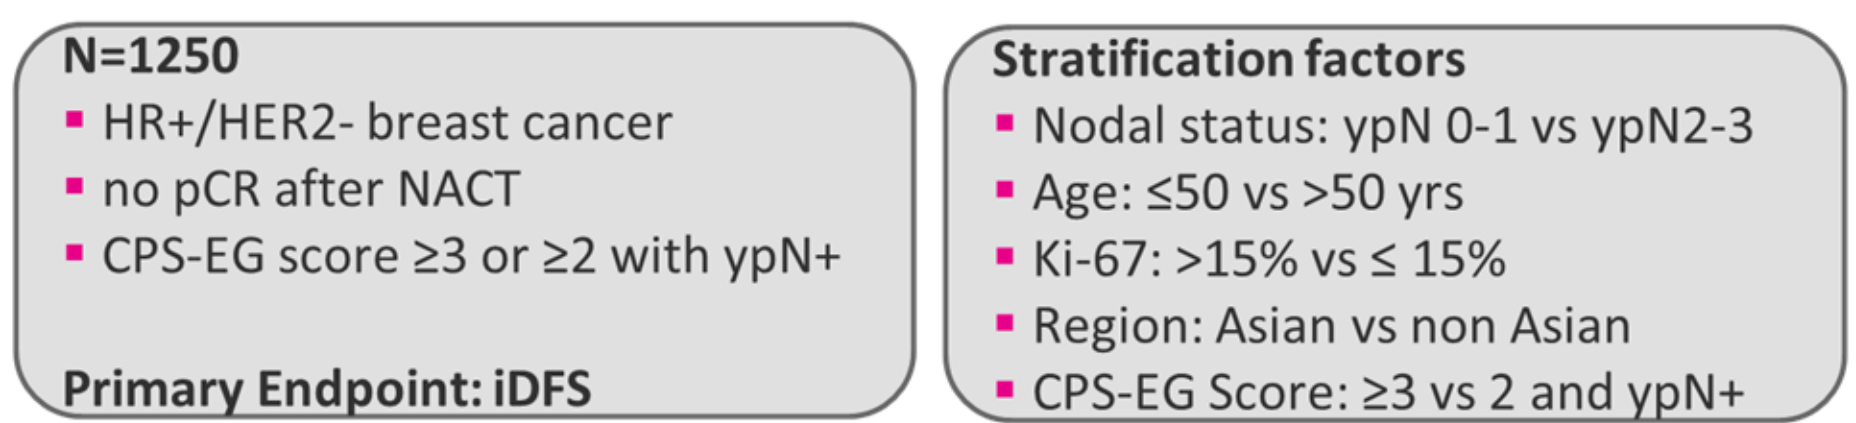 N=1250
HR+/HER2- breast cancer
no pCR after NACT
CPS-EG score ≥3 or ≥2 with ypN+
Primary Endpoint: iDFS
Stratification factors
Nodal status: ypN 0-1 vs ypN2-3
Age: ≤50 vs >50 yrs
Ki-67: >15% vs ≤ 15%
Region: Asian vs non Asian
CPS-EG Score: ≥3 vs 2 and ypN+